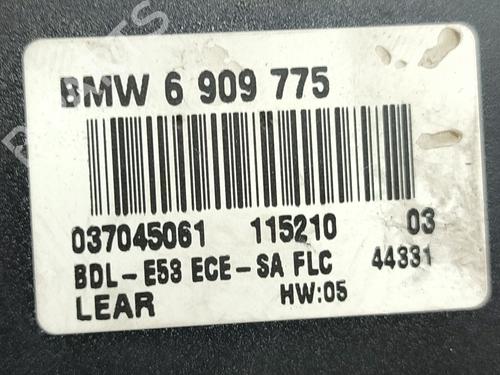 BMW 6 909 775
037045061 115210 03
BDL-E53 ECE-SA FLC 44331
LEAR HW:05